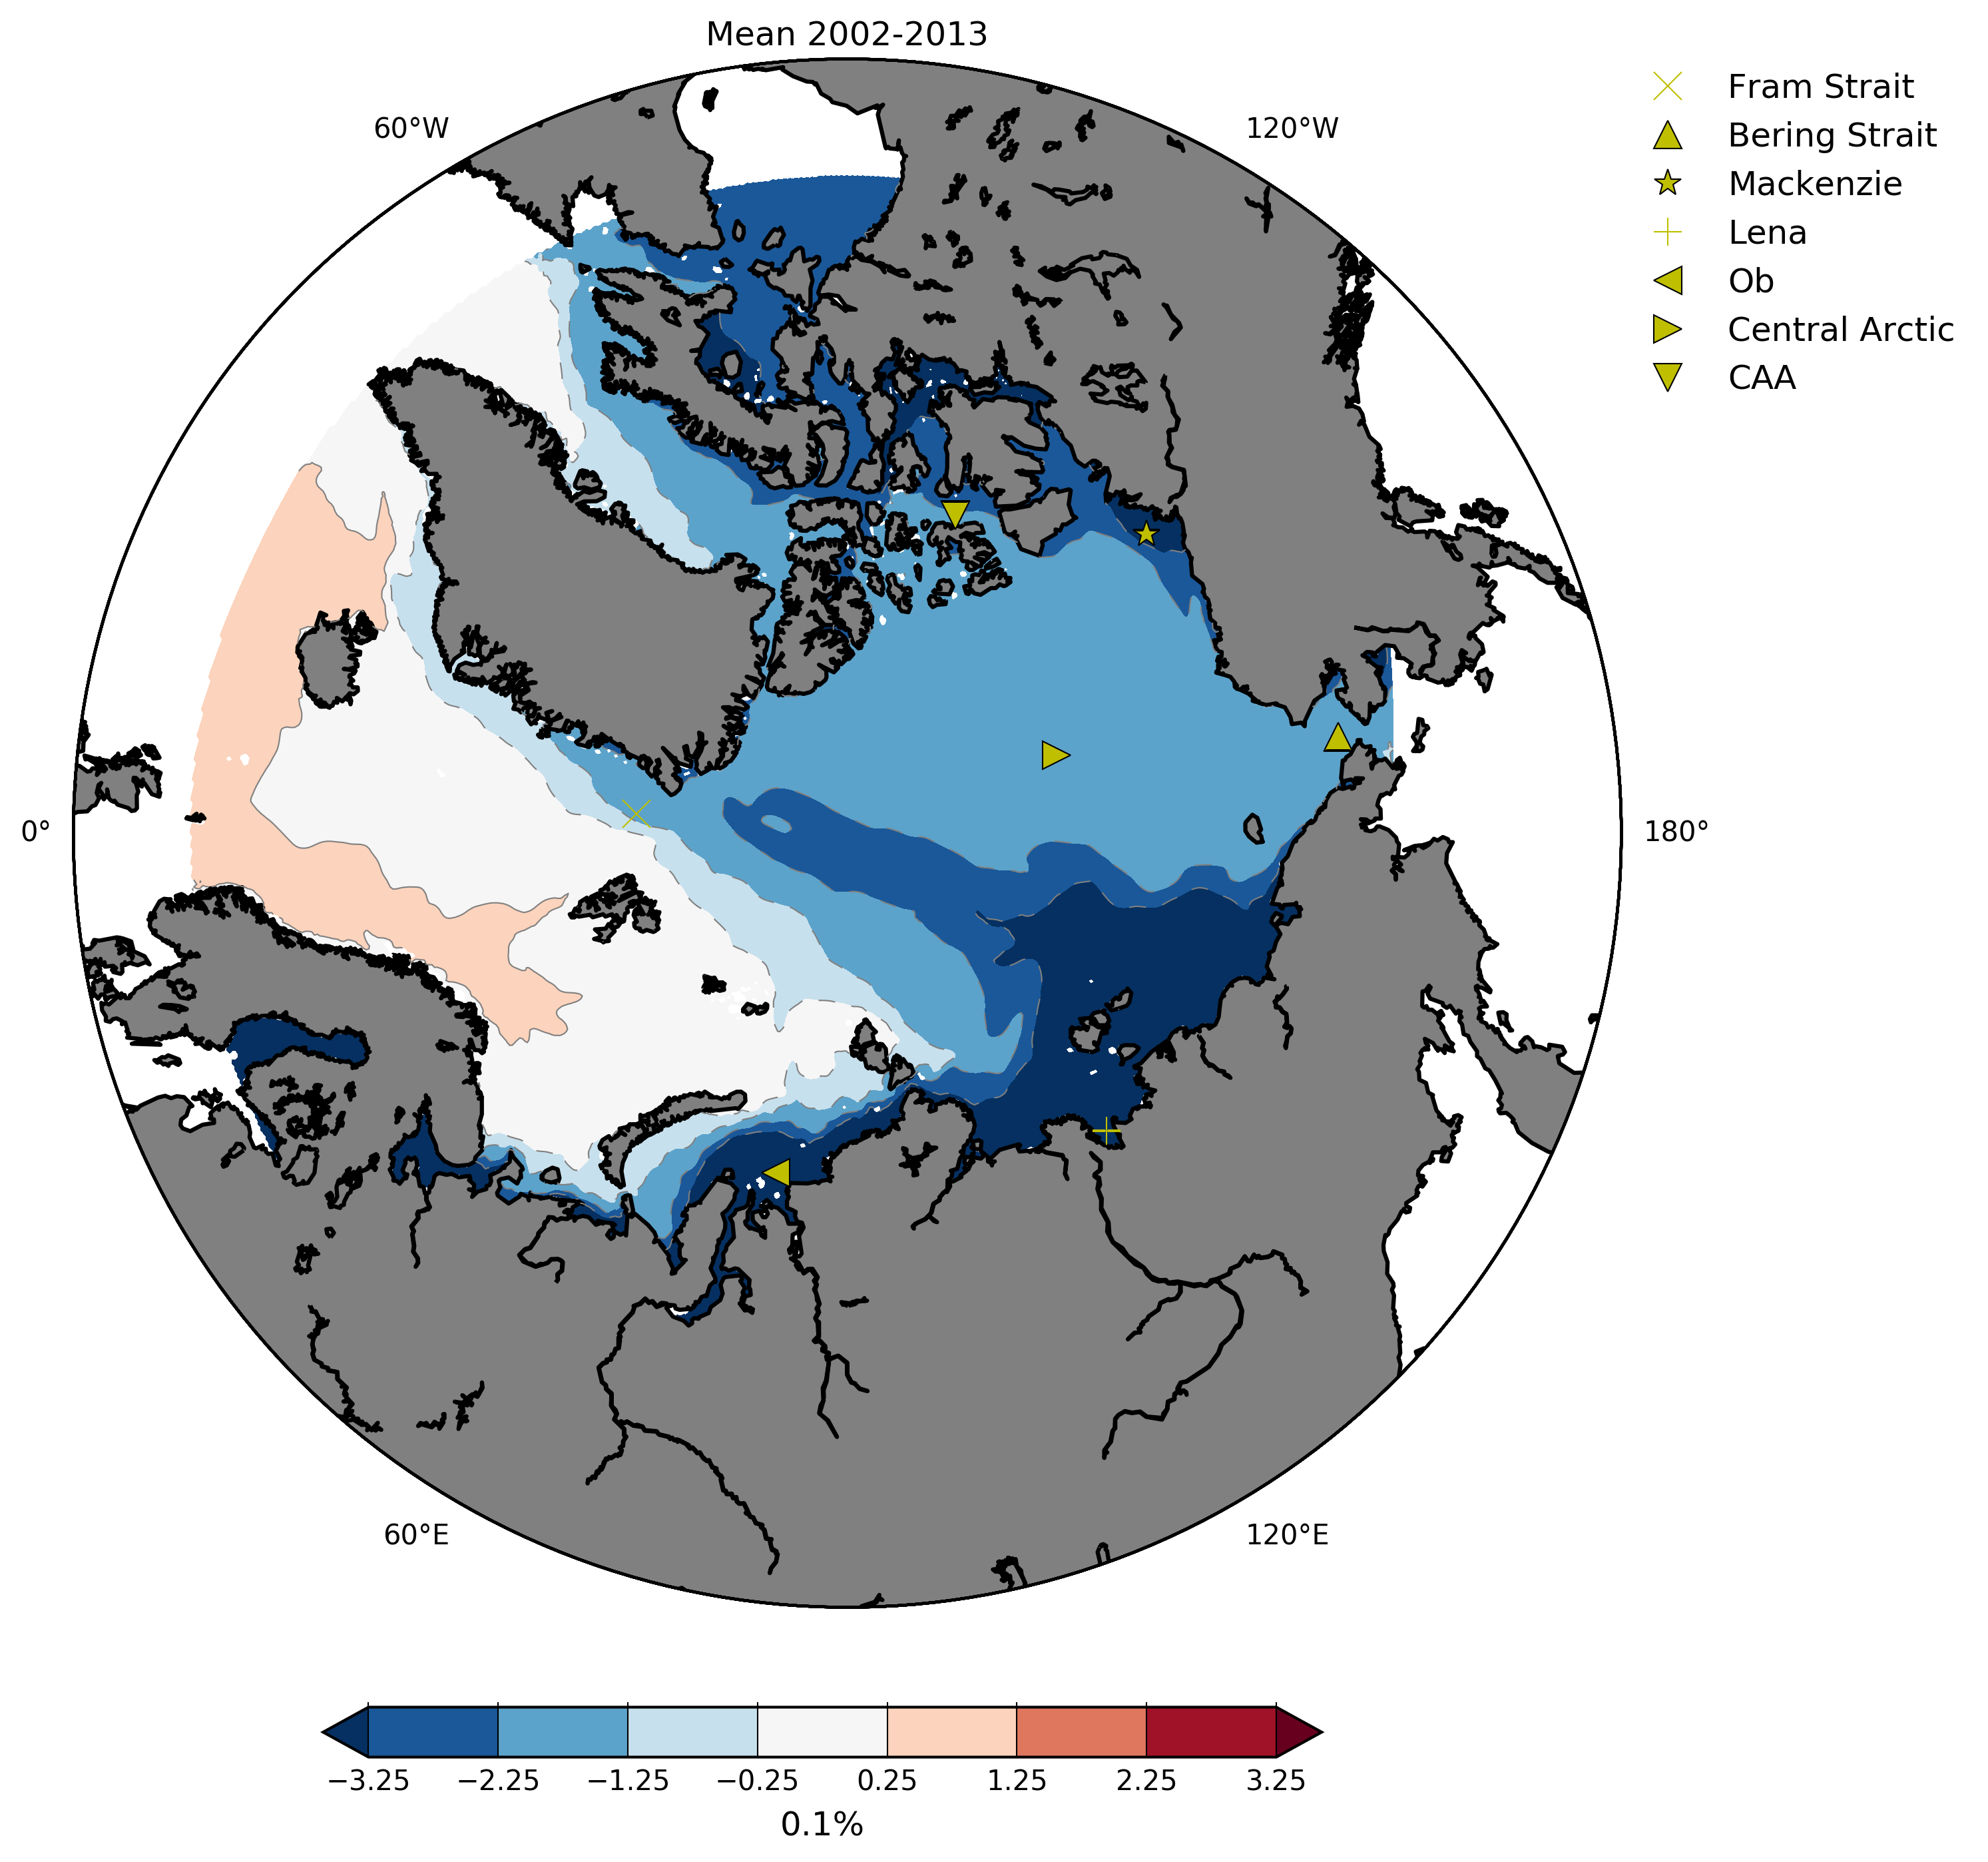 Mean 2002-2013
60°W
120°W
0°
180°
60°E
120°E
Fram Strait
Bering Strait
Mackenzie
Lena
Ob
Central Arctic
CAA
−3.25 −2.25 −1.25 −0.25 0.25 1.25 2.25 3.25
0.1%